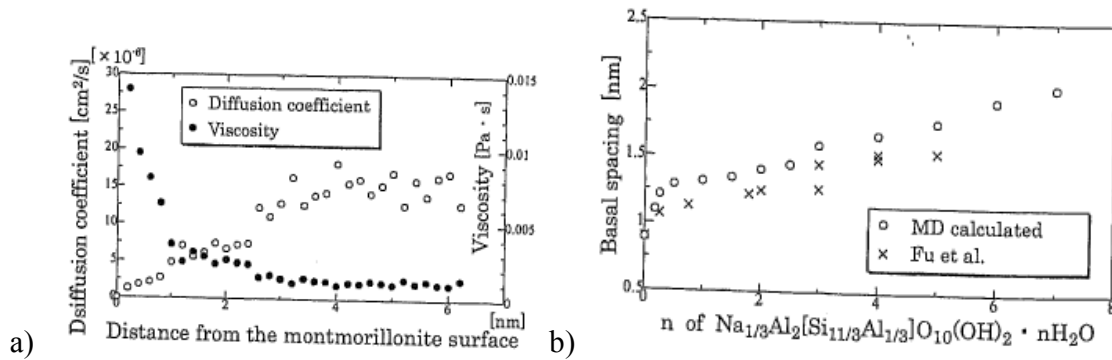 [× 10⁻⁶]
Dsiffusion coefficient [cm²/s]
30
25
20
15
10
5
0
○ Diffusion coefficient
● Viscosity
0.015
0.01
0.005
0
Viscosity [Pa · s]
0
2
4
6
[nm]
Distance from the montmorillonite surface
a)
2.5
2
1.5
1
0.5
Basal spacing [nm]
○ MD calculated
× Fu et al.
0
2
4
6
8
n of Na1/3Al2[Si11/3Al1/3]O10(OH)2 · nH2O
b)